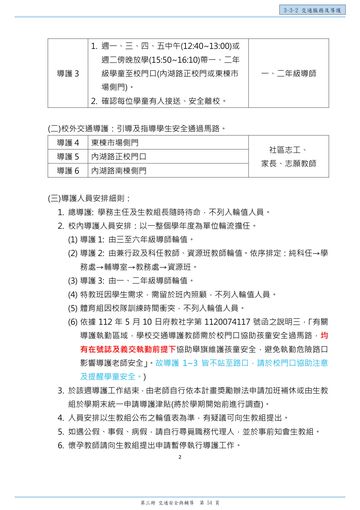 3-3-2 交通服務及導護
導護 3
1. 週一、三、四、五中午(12:40~13:00)或
週二傍晚放學(15:50~16:10)帶一、二年
級學童至校門口(內湖路正校門或東棟市
場側門)。
2. 確認每位學童有人接送、安全離校。
一、二年級導師
(二)校外交通導護：引導及指導學生安全通過馬路。
導護 4 東棟市場側門
導護 5 內湖路正校門口
導護 6 內湖路南棟側門
社區志工、
家長、志願教師
(三)導護人員安排細則：
1. 總導護: 學務主任及生教組長隨時待命，不列入輪值人員。
2. 校內導護人員安排：以一整個學年度為單位輪流擔任。
(1) 導護 1: 由三至六年級導師輪值。
(2) 導護 2: 由兼行政及科任教師、資源班教師輪值。依序排定：純科任→學
務處→輔導室→教務處→資源班。
(3) 導護 3: 由一、二年級導師輪值。
(4) 特教班因學生需求，需留於班內照顧，不列入輪值人員。
(5) 體育組因校隊訓練時間衝突，不列入輪值人員。
(6) 依據 112 年 5 月 10 日府教社字第 1120074117 號函之說明三，「有關
導護執勤區域，學校交通導護教師需於校門口協助孩童安全過馬路，均
有在號誌及義交執勤前提下協助舉旗維護孩童安全，避免執勤危險路口
影響導護老師安全」。故導護 1~3 皆不站至路口，請於校門口協助注意
及提醒學童安全。)
3. 於該週導護工作結束，由老師自行依本計畫獎勵辦法申請加班補休或由生教
組於學期末統一申請導護津貼(將於學期開始前進行調查)。
4. 人員安排以生教組公布之輪值表為準，有疑議可向生教組提出。
5. 如遇公假、事假、病假，請自行尋覓職務代理人，並於事前知會生教組。
6. 懷孕教師請向生教組提出申請暫停執行導護工作。
2
第三冊 交通安全與輔導 第 54 頁